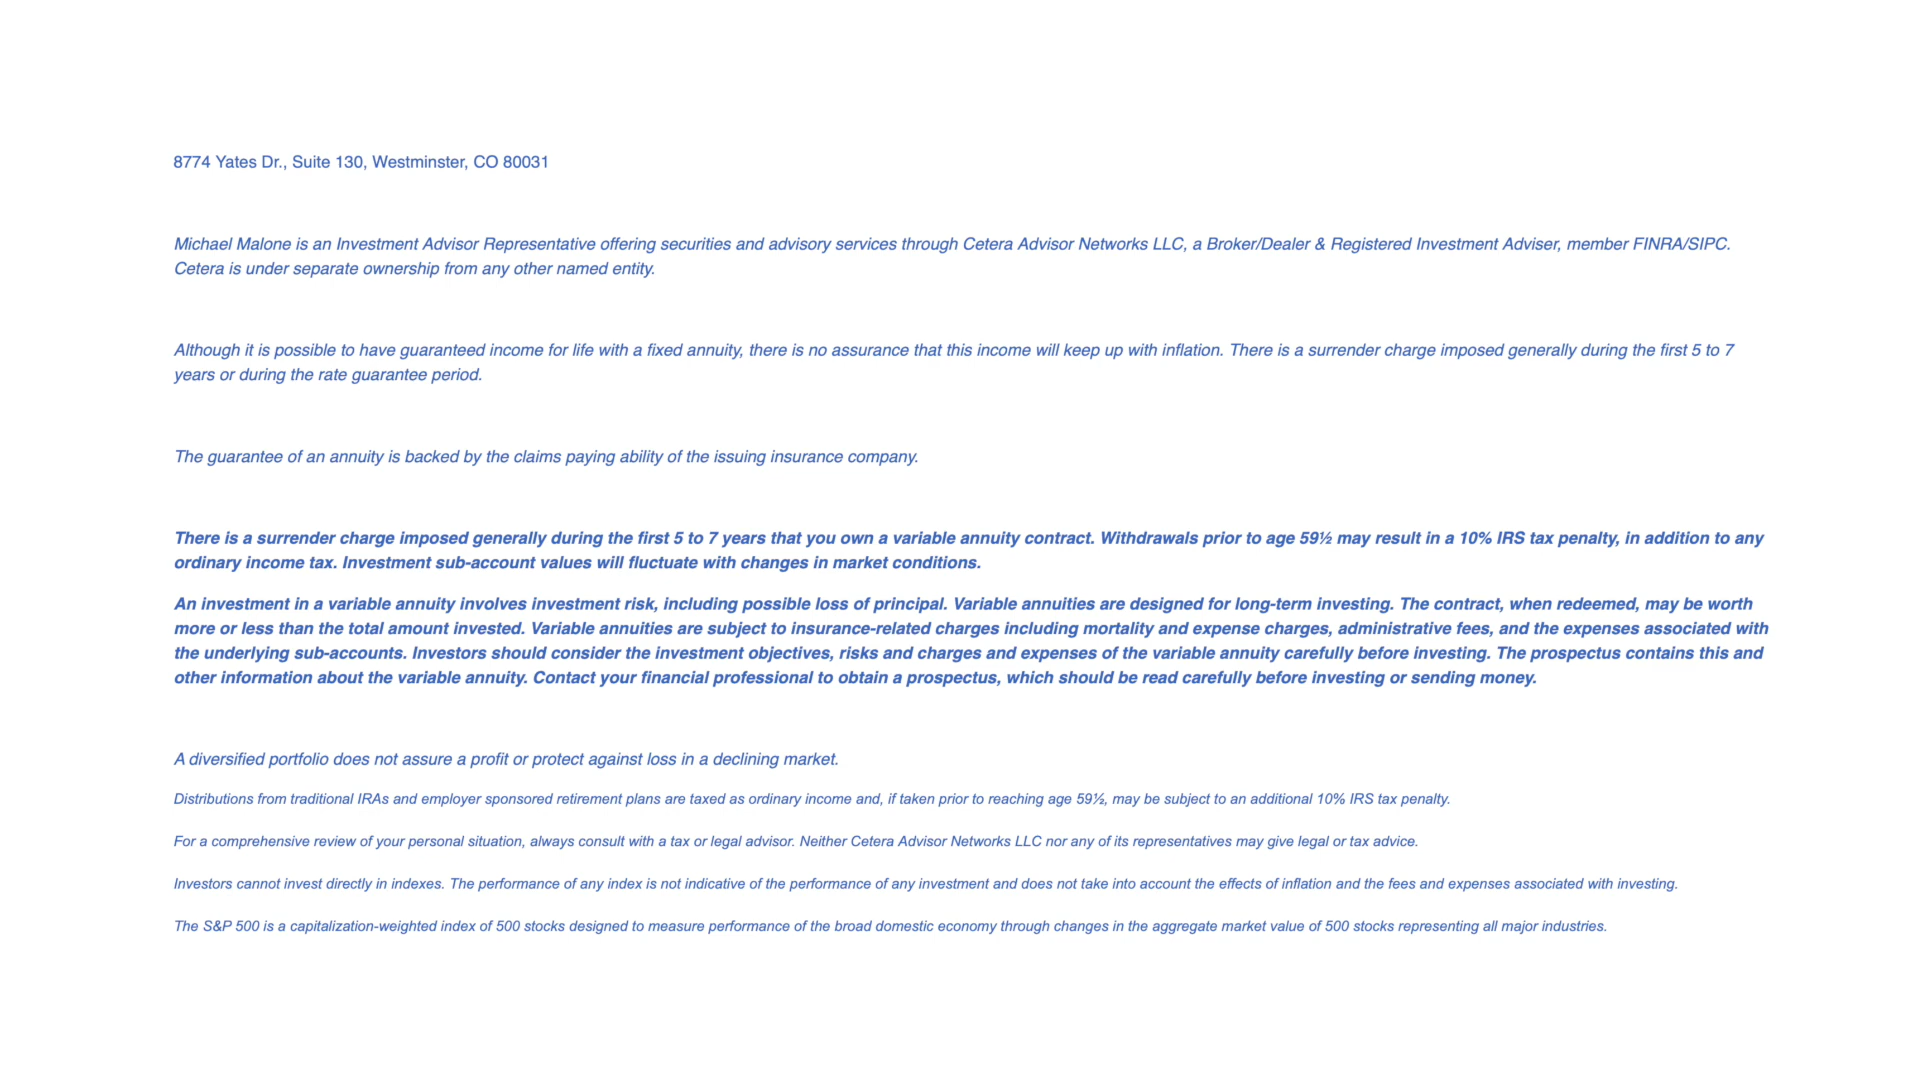 8774 Yates Dr., Suite 130, Westminster, CO 80031
Michael Malone is an Investment Advisor Representative offering securities and advisory services through Cetera Advisor Networks LLC, a Broker/Dealer & Registered Investment Adviser, member FINRA/SIPC.
Cetera is under separate ownership from any other named entity.
Although it is possible to have guaranteed income for life with a fixed annuity, there is no assurance that this income will keep up with inflation. There is a surrender charge imposed generally during the first 5 to 7
years or during the rate guarantee period.
The guarantee of an annuity is backed by the claims paying ability of the issuing insurance company.
There is a surrender charge imposed generally during the first 5 to 7 years that you own a variable annuity contract. Withdrawals prior to age 59½ may result in a 10% IRS tax penalty, in addition to any
ordinary income tax. Investment sub-account values will fluctuate with changes in market conditions.
An investment in a variable annuity involves investment risk, including possible loss of principal. Variable annuities are designed for long-term investing. The contract, when redeemed, may be worth
more or less than the total amount invested. Variable annuities are subject to insurance-related charges including mortality and expense charges, administrative fees, and the expenses associated with
the underlying sub-accounts. Investors should consider the investment objectives, risks and charges and expenses of the variable annuity carefully before investing. The prospectus contains this and
other information about the variable annuity. Contact your financial professional to obtain a prospectus, which should be read carefully before investing or sending money.
A diversified portfolio does not assure a profit or protect against loss in a declining market.
Distributions from traditional IRAs and employer sponsored retirement plans are taxed as ordinary income and, if taken prior to reaching age 59½, may be subject to an additional 10% IRS tax penalty.
For a comprehensive review of your personal situation, always consult with a tax or legal advisor. Neither Cetera Advisor Networks LLC nor any of its representatives may give legal or tax advice.
Investors cannot invest directly in indexes. The performance of any index is not indicative of the performance of any investment and does not take into account the effects of inflation and the fees and expenses associated with investing.
The S&P 500 is a capitalization-weighted index of 500 stocks designed to measure performance of the broad domestic economy through changes in the aggregate market value of 500 stocks representing all major industries.